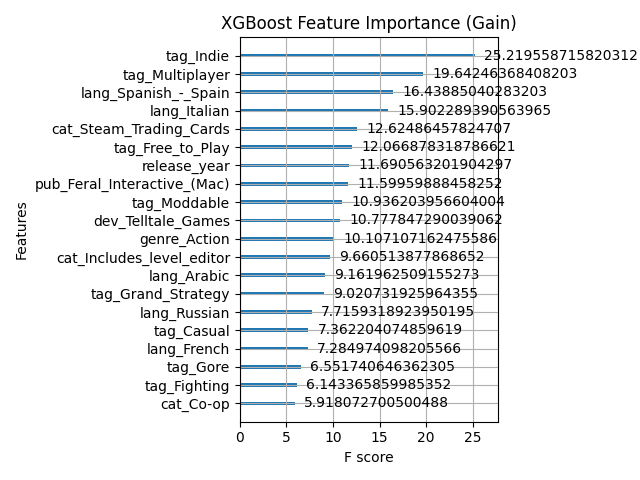 XGBoost Feature Importance (Gain)
Features
tag_Indie 25.219558715820312
tag_Multiplayer 19.64246368408203
lang_Spanish_-_Spain 16.43885040283203
lang_Italian 15.902289390563965
cat_Steam_Trading_Cards 12.62486457824707
tag_Free_to_Play 12.066878318786621
release_year 11.690563201904297
pub_Feral_Interactive_(Mac) 11.59959888458252
tag_Moddable 10.936203956604004
dev_Telltale_Games 10.777847290039062
genre_Action 10.107107162475586
cat_Includes_level_editor 9.660513877868652
lang_Arabic 9.161962509155273
tag_Grand_Strategy 9.020731925964355
lang_Russian 7.7159318923950195
tag_Casual 7.362204074859619
lang_French 7.284974098205566
tag_Gore 6.551740646362305
tag_Fighting 6.143365859985352
cat_Co-op 5.918072700500488
0 5 10 15 20 25
F score